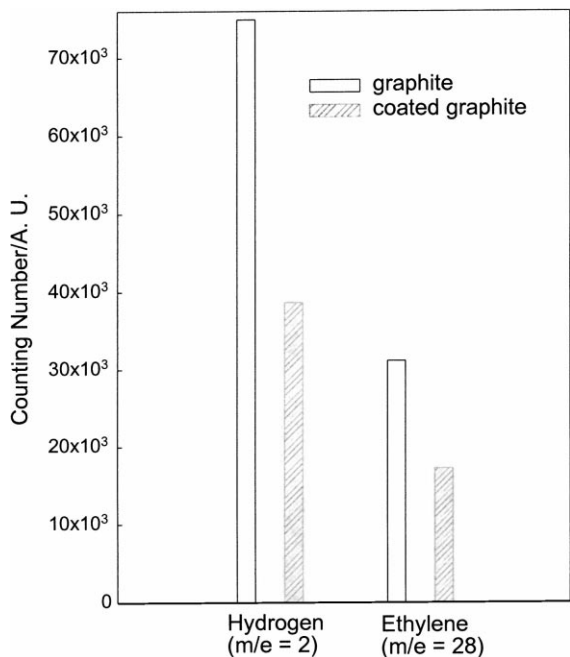 70x10³
60x10³
50x10³
40x10³
30x10³
20x10³
10x10³
0
Counting Number/A. U.
graphite
coated graphite
Hydrogen
(m/e = 2)
Ethylene
(m/e = 28)